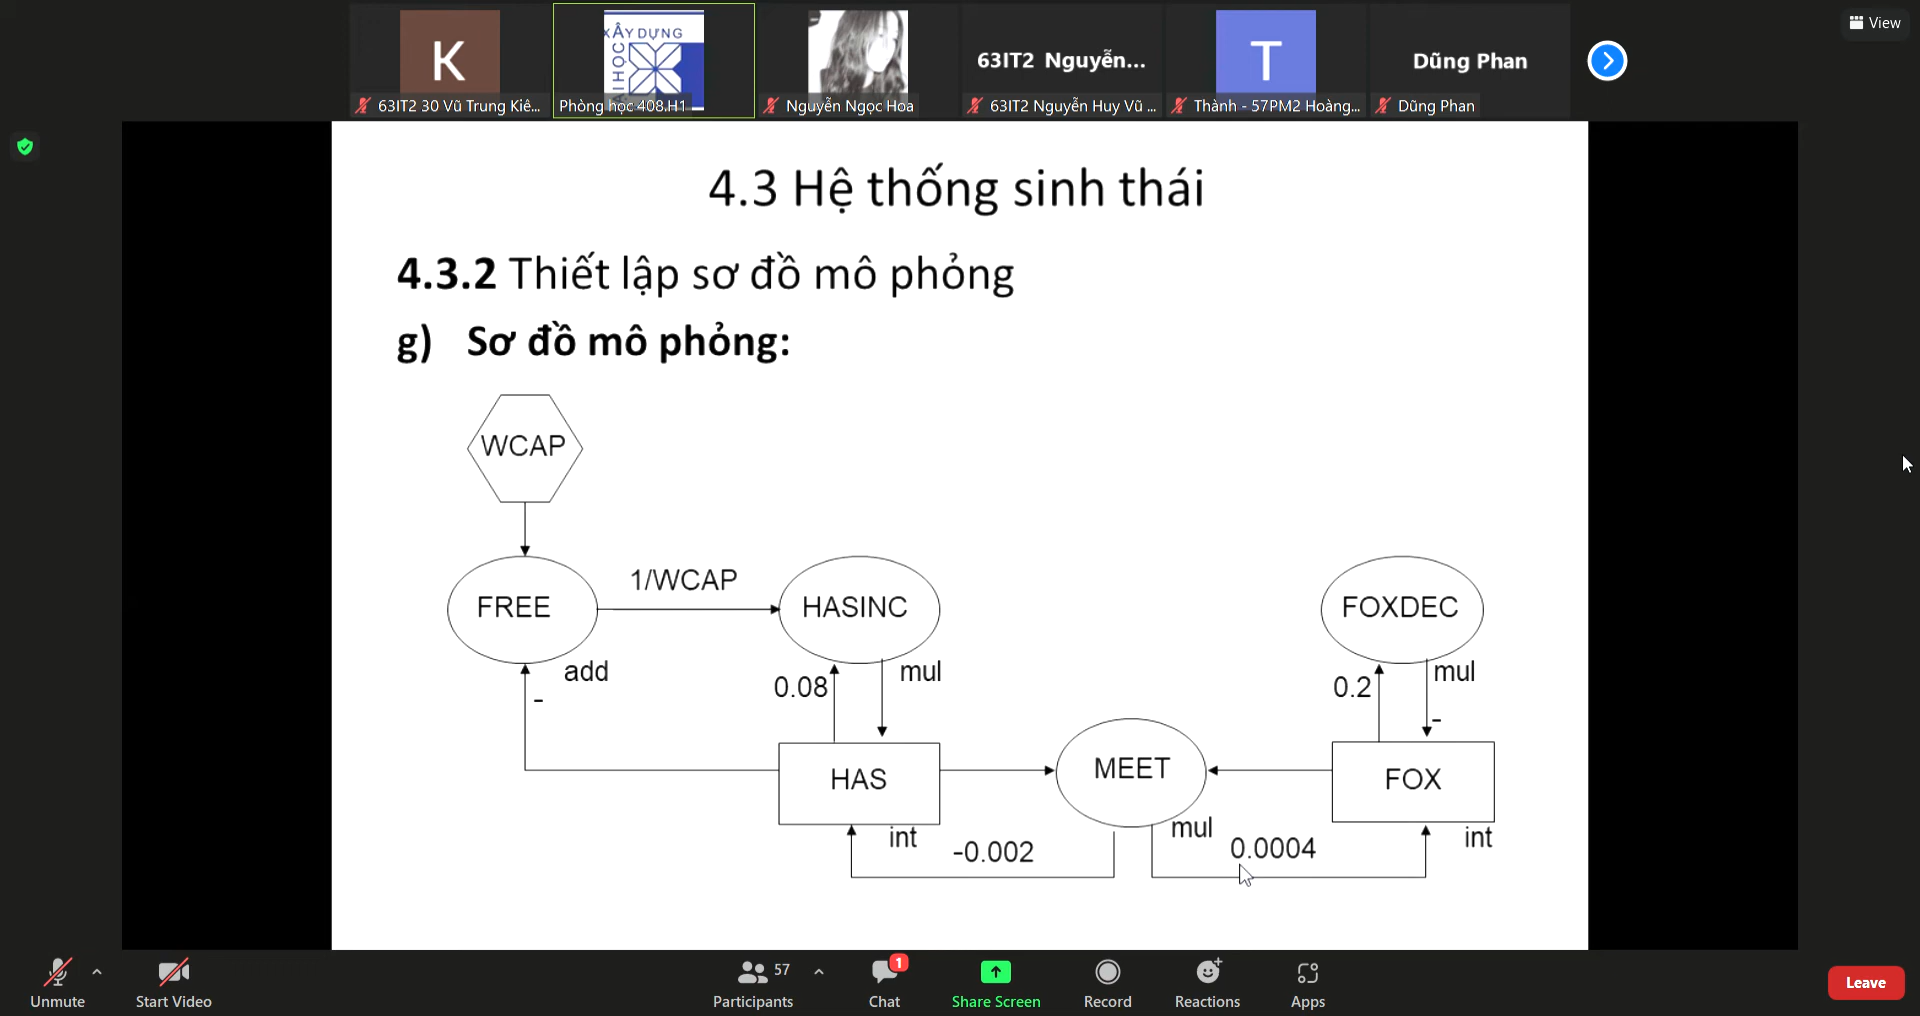 View
K
XÂY DỰNG
I HỌC
63IT2 Nguyễn...
T
Dũng Phan
63IT2 30 Vũ Trung Kiê...
Phòng học 408.H1
Nguyễn Ngọc Hoa
63IT2 Nguyễn Huy Vũ ...
Thành - 57PM2 Hoàng...
Dũng Phan
4.3 Hệ thống sinh thái
4.3.2 Thiết lập sơ đồ mô phỏng
g) Sơ đồ mô phỏng:
WCAP
1/WCAP
FREE
HASINC
FOXDEC
add
mul
mul
0.08
0.2
-
-
MEET
HAS
FOX
mul
int
int
-0.002
0.0004
Unmute
Start Video
57
Participants
1
Chat
Share Screen
Record
Reactions
Apps
Leave